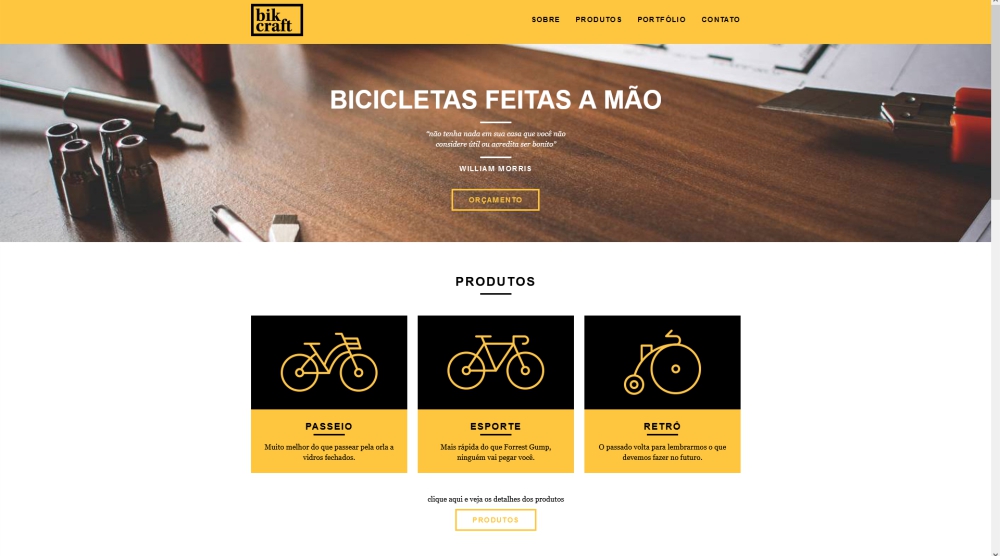 bik
craft
SOBRE PRODUTOS PORTFÓLIO CONTATO
BICICLETAS FEITAS A MÃO
"não tenha nada em sua casa que você não
considere útil ou acredita ser bonito"
WILLIAM MORRIS
ORÇAMENTO
PRODUTOS
PASSEIO
Muito melhor do que passear pela orla a
vidros fechados.
ESPORTE
Mais rápida do que Forrest Gump,
ninguém vai pegar você.
RETRÔ
O passado volta para lembrarmos o que
devemos fazer no futuro.
clique aqui e veja os detalhes dos produtos
PRODUTOS